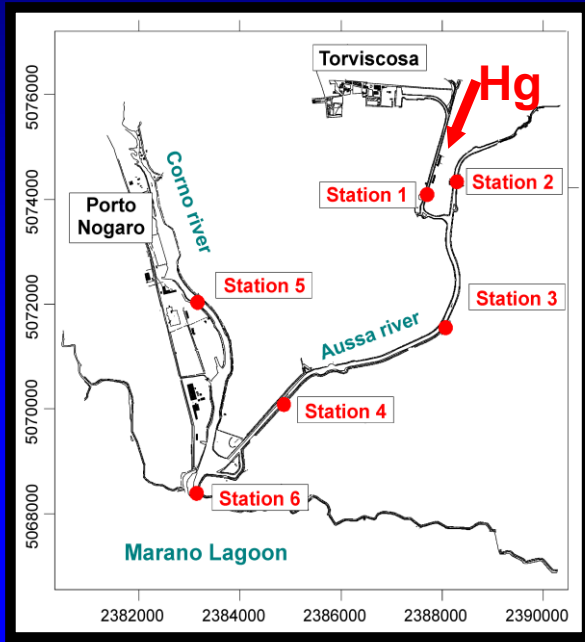 Torviscosa
Hg
5076000
Corno river
Station 2
Station 1
5074000
Porto
Nogaro
Station 5
Station 3
5072000
Aussa river
Station 4
5070000
Station 6
5068000
Marano Lagoon
2382000 2384000 2386000 2388000 2390000